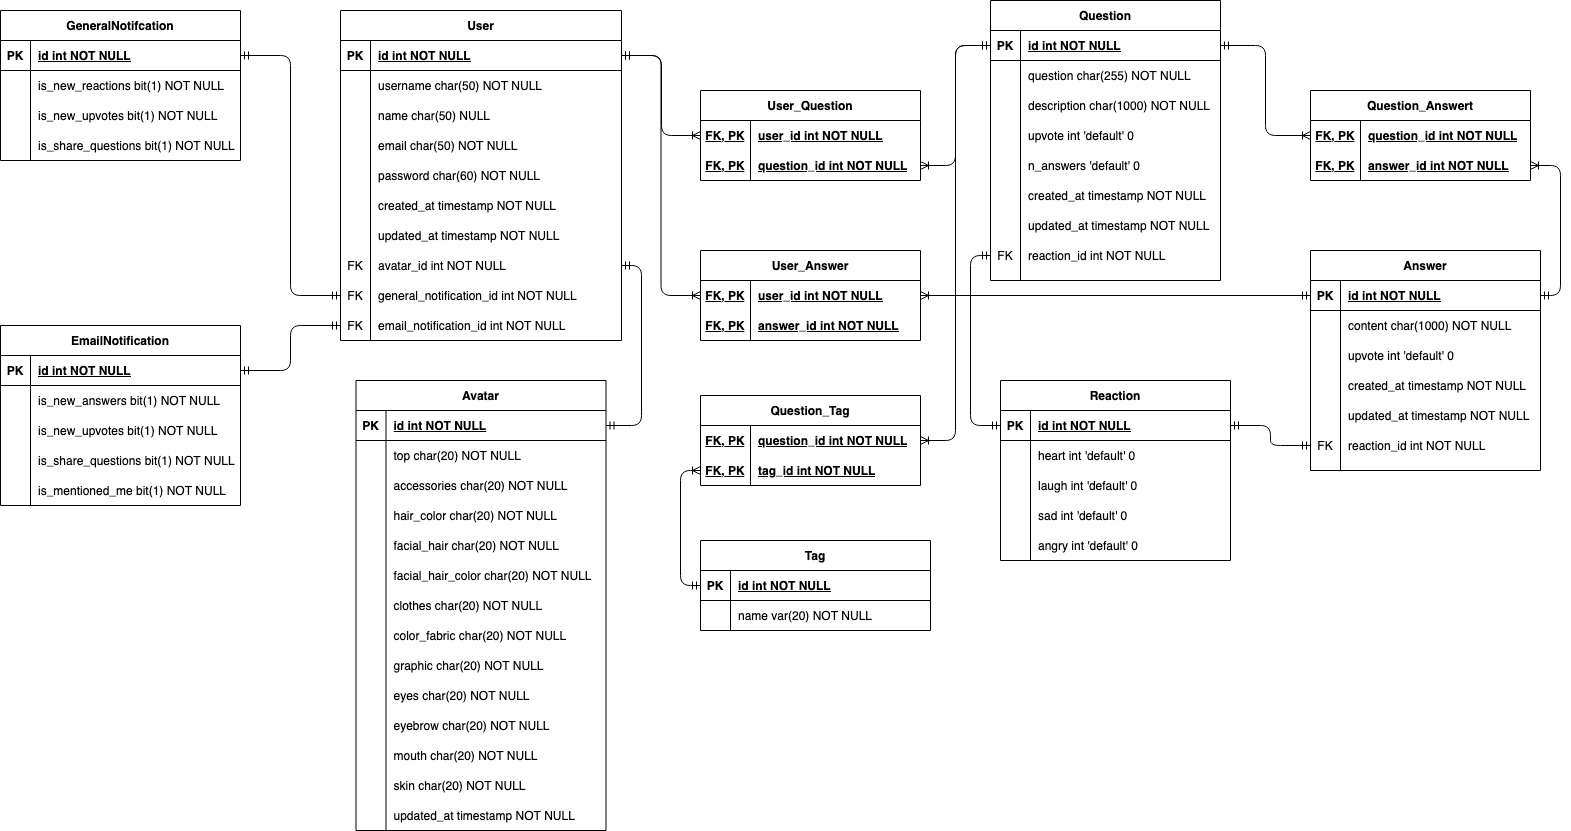 GeneralNotifcation
PK id int NOT NULL
is_new_reactions bit(1) NOT NULL
is_new_upvotes bit(1) NOT NULL
is_share_questions bit(1) NOT NULL
EmailNotification
PK id int NOT NULL
is_new_answers bit(1) NOT NULL
is_new_upvotes bit(1) NOT NULL
is_share_questions bit(1) NOT NULL
is_mentioned_me bit(1) NOT NULL
User
PK id int NOT NULL
username char(50) NOT NULL
name char(50) NULL
email char(50) NOT NULL
password char(60) NOT NULL
created_at timestamp NOT NULL
updated_at timestamp NOT NULL
FK avatar_id int NOT NULL
FK general_notification_id int NOT NULL
FK email_notification_id int NOT NULL
Avatar
PK id int NOT NULL
top char(20) NOT NULL
accessories char(20) NOT NULL
hair_color char(20) NOT NULL
facial_hair char(20) NOT NULL
facial_hair_color char(20) NOT NULL
clothes char(20) NOT NULL
color_fabric char(20) NOT NULL
graphic char(20) NOT NULL
eyes char(20) NOT NULL
eyebrow char(20) NOT NULL
mouth char(20) NOT NULL
skin char(20) NOT NULL
updated_at timestamp NOT NULL
User_Question
FK, PK user_id int NOT NULL
FK, PK question_id int NOT NULL
User_Answer
FK, PK user_id int NOT NULL
FK, PK answer_id int NOT NULL
Question_Tag
FK, PK question_id int NOT NULL
FK, PK tag_id int NOT NULL
Tag
PK id int NOT NULL
name var(20) NOT NULL
Question
PK id int NOT NULL
question char(255) NOT NULL
description char(1000) NOT NULL
upvote int 'default' 0
n_answers 'default' 0
created_at timestamp NOT NULL
updated_at timestamp NOT NULL
FK reaction_id int NOT NULL
Reaction
PK id int NOT NULL
heart int 'default' 0
laugh int 'default' 0
sad int 'default' 0
angry int 'default' 0
Question_Answert
FK, PK question_id int NOT NULL
FK, PK answer_id int NOT NULL
Answer
PK id int NOT NULL
content char(1000) NOT NULL
upvote int 'default' 0
created_at timestamp NOT NULL
updated_at timestamp NOT NULL
FK reaction_id int NOT NULL